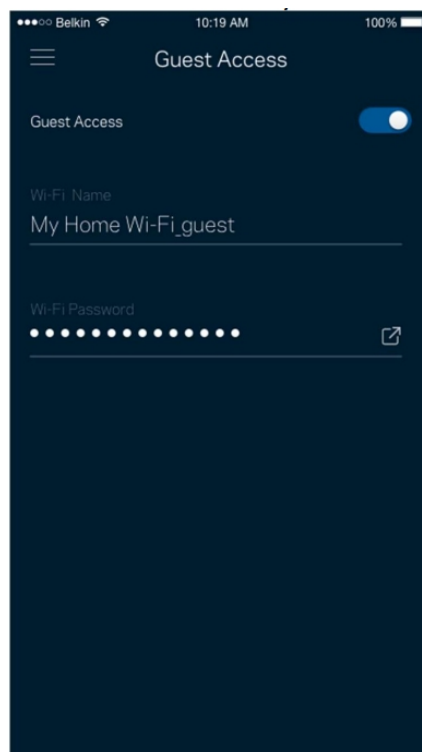 Belkin 10:19 AM 100%
Guest Access
Guest Access
Wi-Fi Name
My Home Wi-Fi_guest
Wi-Fi Password
••••••••••••••